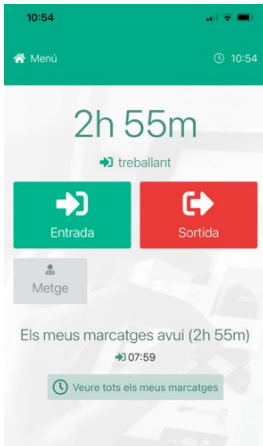 10:54
Menú 10:54
2h 55m
treballant
Entrada Sortida
Metge
Els meus marcatges avui (2h 55m)
07:59
Veure tots els meus marcatges